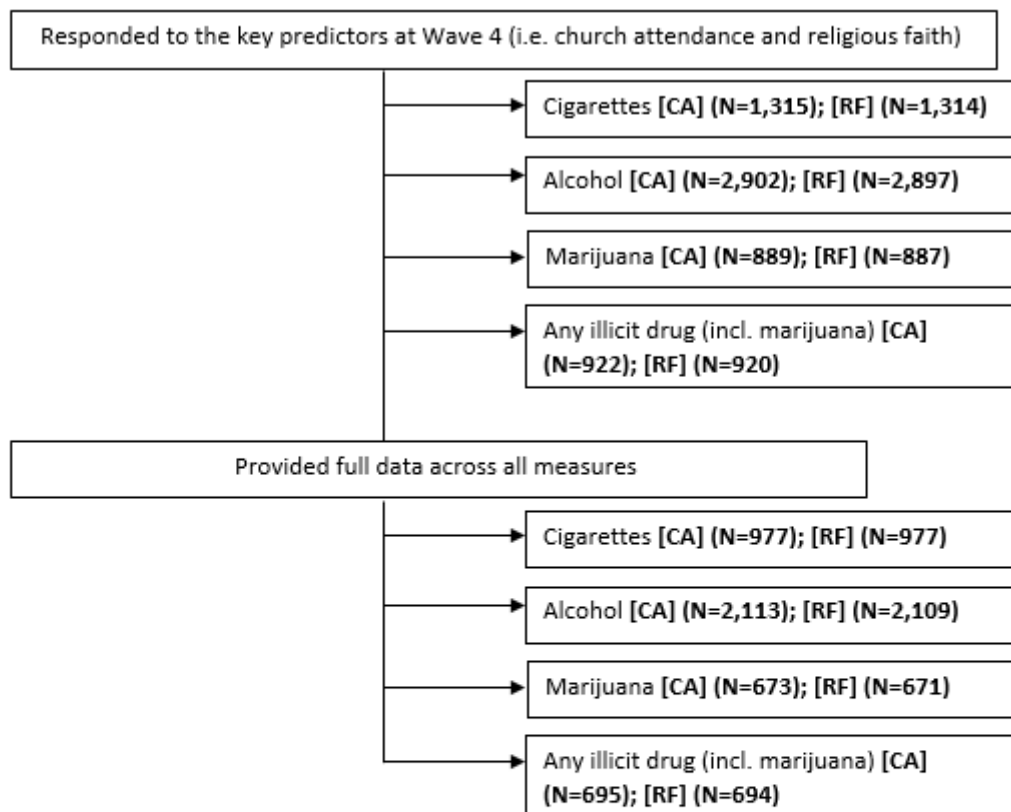 Responded to the key predictors at Wave 4 (i.e. church attendance and religious faith)
Cigarettes [CA] (N=1,315); [RF] (N=1,314)
Alcohol [CA] (N=2,902); [RF] (N=2,897)
Marijuana [CA] (N=889); [RF] (N=887)
Any illicit drug (incl. marijuana) [CA]
(N=922); [RF] (N=920)
Provided full data across all measures
Cigarettes [CA] (N=977); [RF] (N=977)
Alcohol [CA] (N=2,113); [RF] (N=2,109)
Marijuana [CA] (N=673); [RF] (N=671)
Any illicit drug (incl. marijuana) [CA]
(N=695); [RF] (N=694)